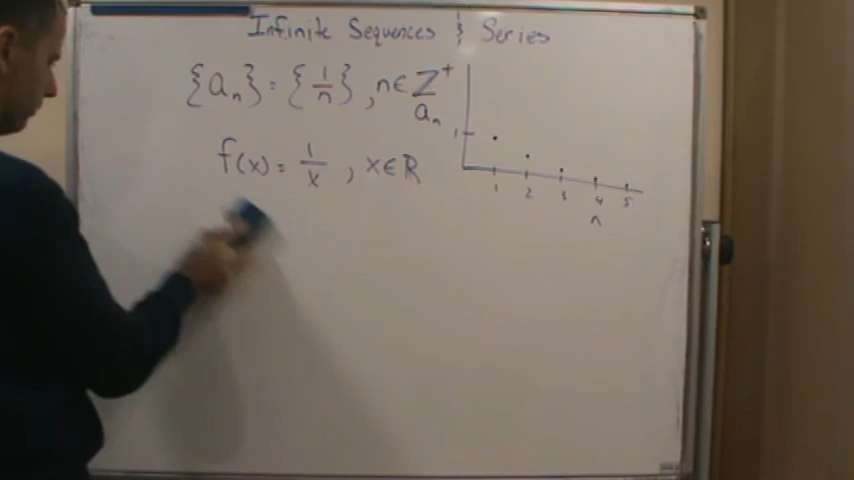 Infinite Sequences & Series
{aₙ} = {1/n}, n∈Z⁺
f(x) = 1/x, x∈R
aₙ
1
1 2 3 4 5
n